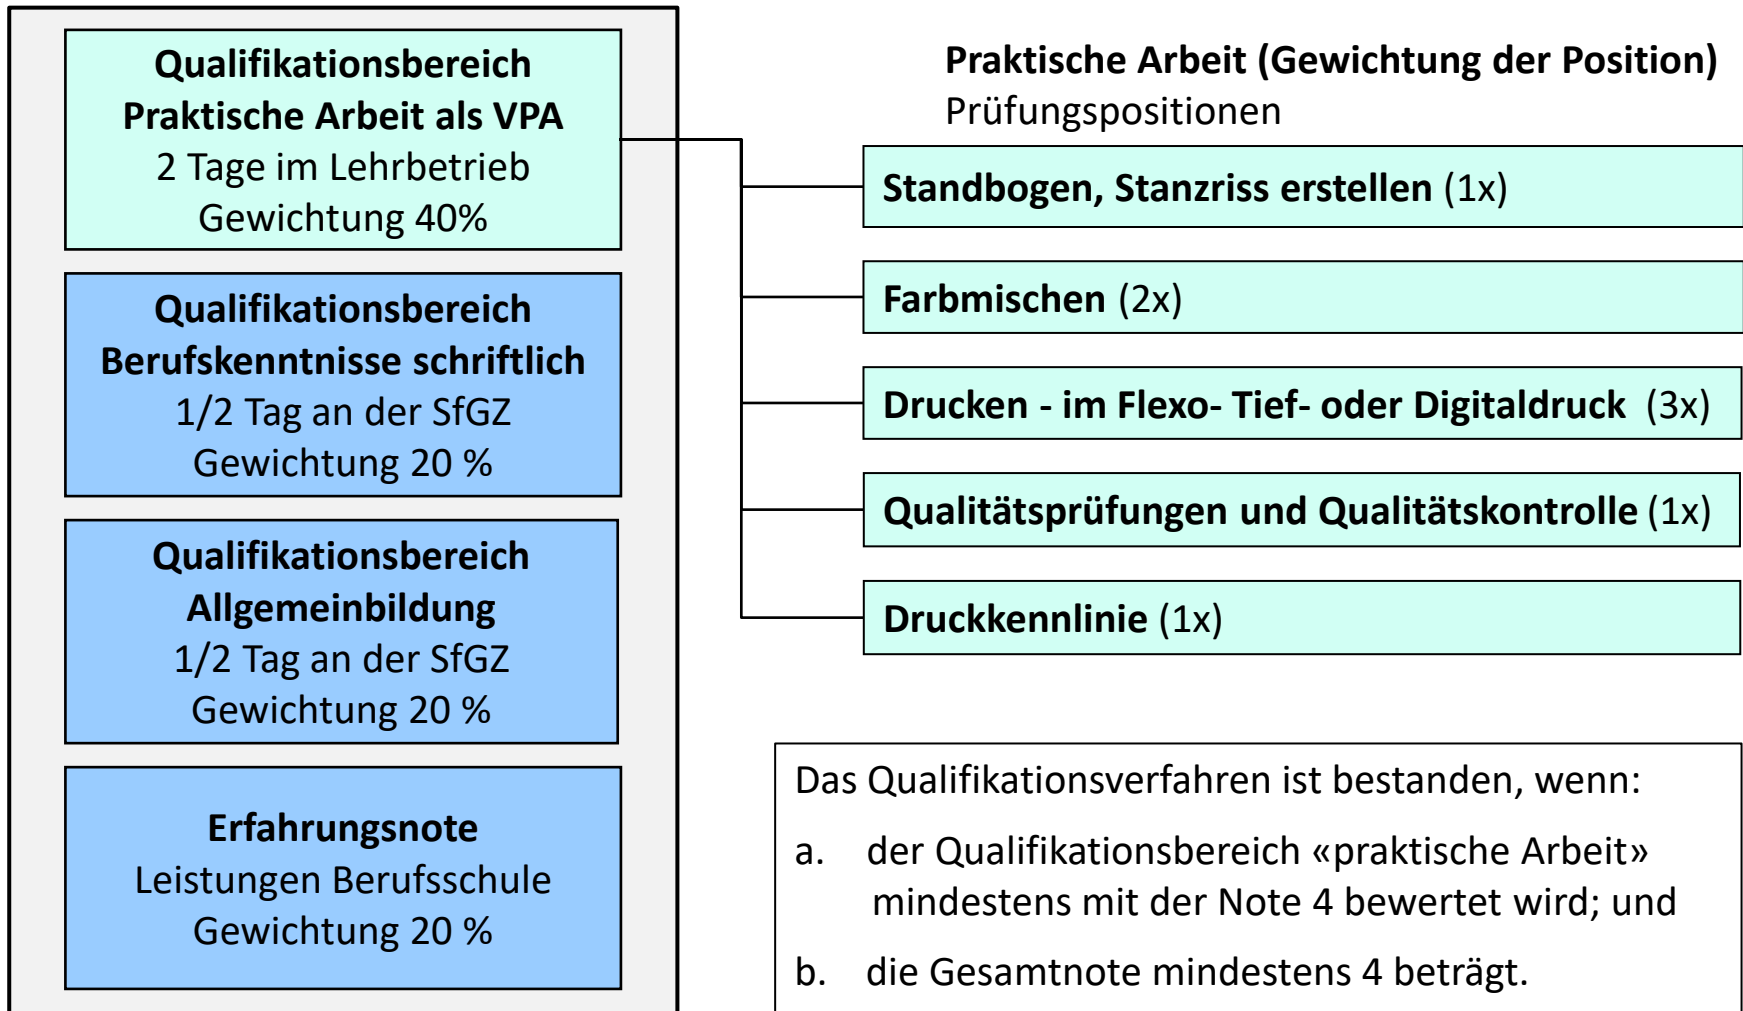 Qualifikationsbereich
Praktische Arbeit als VPA
2 Tage im Lehrbetrieb
Gewichtung 40%
Qualifikationsbereich
Berufskenntnisse schriftlich
1/2 Tag an der SfGZ
Gewichtung 20 %
Qualifikationsbereich
Allgemeinbildung
1/2 Tag an der SfGZ
Gewichtung 20 %
Erfahrungsnote
Leistungen Berufsschule
Gewichtung 20 %
Praktische Arbeit (Gewichtung der Position)
Prüfungspositionen
Standbogen, Stanzriss erstellen (1x)
Farbmischen (2x)
Drucken - im Flexo- Tief- oder Digitaldruck (3x)
Qualitätsprüfungen und Qualitätskontrolle (1x)
Druckkennlinie (1x)
Das Qualifikationsverfahren ist bestanden, wenn:
a. der Qualifikationsbereich «praktische Arbeit»
mindestens mit der Note 4 bewertet wird; und
b. die Gesamtnote mindestens 4 beträgt.